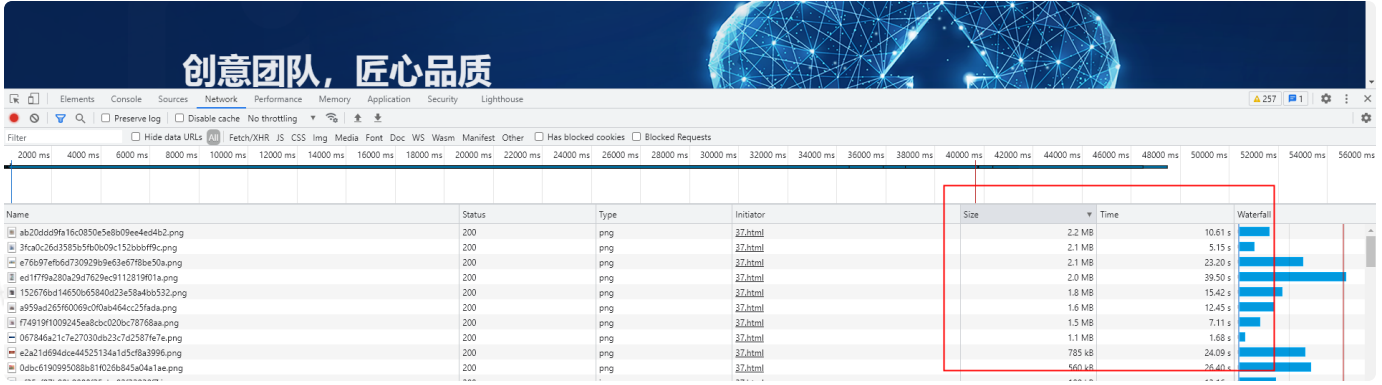 创意团队，匠心品质
Elements Console Sources Network Performance Memory Application Security Lighthouse 257 1
Preserve log Disable cache No throttling
Filter Hide data URLs All Fetch/XHR JS CSS Img Media Font Doc WS Wasm Manifest Other Has blocked cookies Blocked Requests
2000 ms 4000 ms 6000 ms 8000 ms 10000 ms 12000 ms 14000 ms 16000 ms 18000 ms 20000 ms 22000 ms 24000 ms 26000 ms 28000 ms 30000 ms 32000 ms 34000 ms 36000 ms 38000 ms 40000 ms 42000 ms 44000 ms 46000 ms 48000 ms 50000 ms 52000 ms 54000 ms 56000 ms
Name Status Type Initiator Size Time Waterfall
ab20ddd9fa16c0850e5e8b09ee4ed4b2.png 200 png 37.html 2.2 MB 10.61 s
3fca0c26d3585b5fb0b09c152bbbff9c.png 200 png 37.html 2.1 MB 5.15 s
e76b97efb6d730929b9e63e67f8be50a.png 200 png 37.html 2.1 MB 23.20 s
ed1f7f9a280a29d7629ec9112819f01a.png 200 png 37.html 2.0 MB 39.50 s
152676bd14650b65840d23e58a4bb532.png 200 png 37.html 1.8 MB 15.42 s
a959ad265f60069c0f0ab464cc25fada.png 200 png 37.html 1.6 MB 12.45 s
f74919f1009245ea8cbc020bc78768aa.png 200 png 37.html 1.5 MB 7.11 s
067846a21c7e27030db23c7d2587fe7e.png 200 png 37.html 1.1 MB 1.68 s
e2a21d694dce44525134a1d5cf8a3996.png 200 png 37.html 785 kB 24.09 s
0dbc6190995088b81f026b845a04a1ae.png 200 png 37.html 560 kB 26.40 s